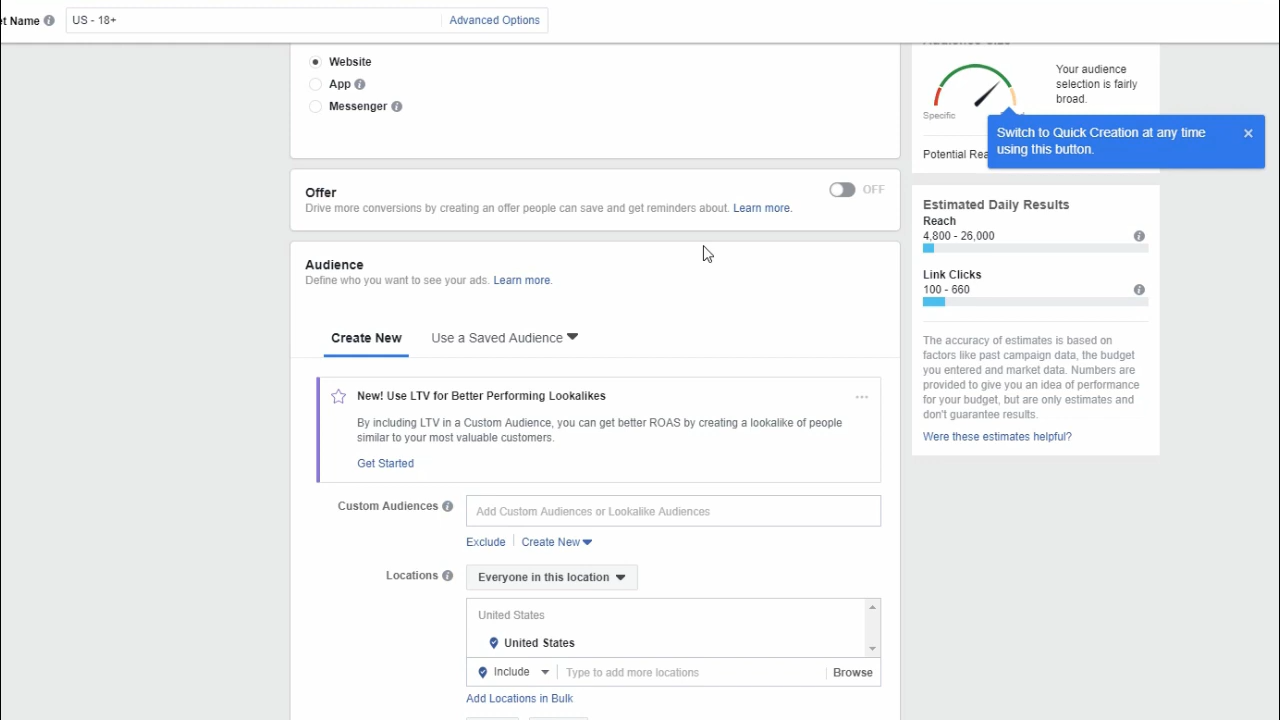 et Name US - 18+ Advanced Options
Website
App
Messenger
Offer
OFF
Drive more conversions by creating an offer people can save and get reminders about. Learn more.
Audience
Define who you want to see your ads. Learn more.
Create New Use a Saved Audience
New! Use LTV for Better Performing Lookalikes
By including LTV in a Custom Audience, you can get better ROAS by creating a lookalike of people
similar to your most valuable customers.
Get Started
Custom Audiences Add Custom Audiences or Lookalike Audiences
Exclude Create New
Locations Everyone in this location
United States
United States
Include Type to add more locations Browse
Add Locations in Bulk
Audience Size
Your audience
selection is fairly
broad.
Specific
Switch to Quick Creation at any time
using this button.
Potential Rea
Estimated Daily Results
Reach
4,800 - 26,000
Link Clicks
100 - 660
The accuracy of estimates is based on
factors like past campaign data, the budget
you entered and market data. Numbers are
provided to give you an idea of performance
for your budget, but are only estimates and
don't guarantee results.
Were these estimates helpful?